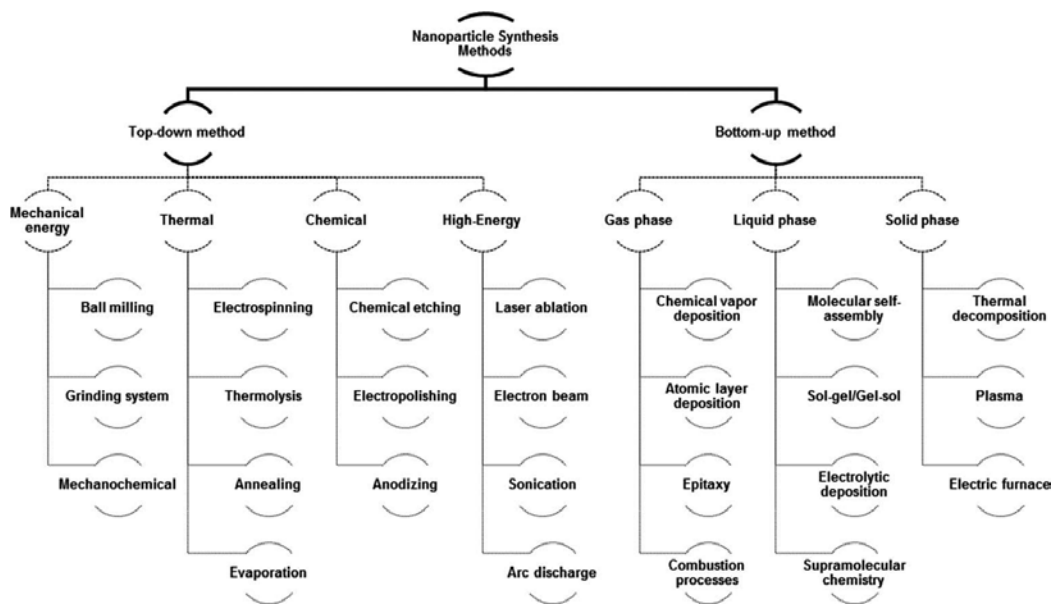 Nanoparticle Synthesis
Methods
Top-down method
Bottom-up method
Mechanical
energy
Thermal
Chemical
High-Energy
Gas phase
Liquid phase
Solid phase
Ball milling
Electrospinning
Chemical etching
Laser ablation
Chemical vapor
deposition
Molecular self-
assembly
Thermal
decomposition
Grinding system
Thermolysis
Electropolishing
Electron beam
Atomic layer
deposition
Sol-gel/Gel-sol
Plasma
Mechanochemical
Annealing
Anodizing
Sonication
Epitaxy
Electrolytic
deposition
Electric furnace
Evaporation
Arc discharge
Combustion
processes
Supramolecular
chemistry